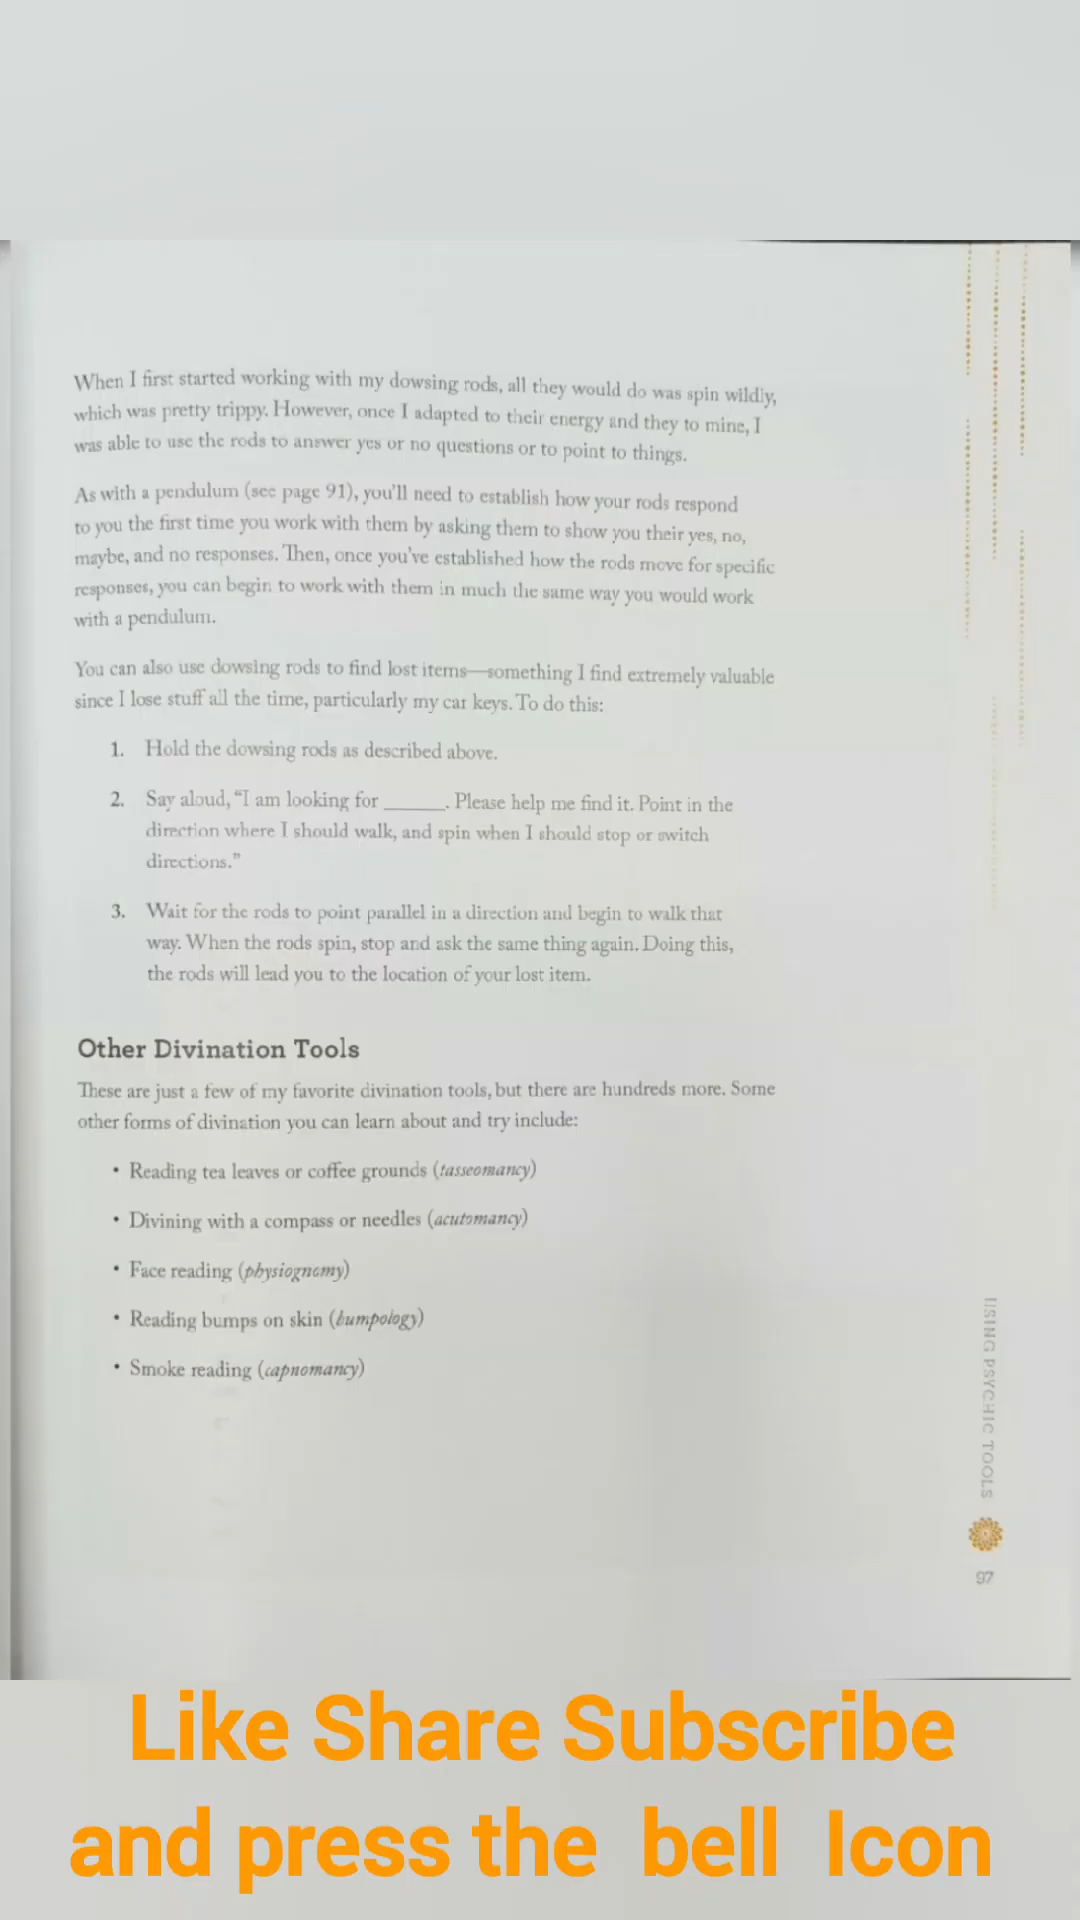 When I first started working with my dowsing rods, all they would do was spin wildly,
which was pretty trippy. However, once I adapted to their energy and they to mine, I
was able to use the rods to answer yes or no questions or to point to things.
As with a pendulum (see page 91), you'll need to establish how your rods respond
to you the first time you work with them by asking them to show you their yes, no,
maybe, and no responses. Then, once you've established how the rods move for specific
responses, you can begin to work with them in much the same way you would work
with a pendulum.
You can also use dowsing rods to find lost items—something I find extremely valuable
since I lose stuff all the time, particularly my car keys. To do this:
1. Hold the dowsing rods as described above.
2. Say aloud, “I am looking for ______. Please help me find it. Point in the
direction where I should walk, and spin when I should stop or switch
directions.”
3. Wait for the rods to point parallel in a direction and begin to walk that
way. When the rods spin, stop and ask the same thing again. Doing this,
the rods will lead you to the location of your lost item.
Other Divination Tools
These are just a few of my favorite divination tools, but there are hundreds more. Some
other forms of divination you can learn about and try include:
• Reading tea leaves or coffee grounds (tasseomancy)
• Divining with a compass or needles (acutomancy)
• Face reading (physiognomy)
• Reading bumps on skin (bumpology)
• Smoke reading (capnomancy)
USING PSYCHIC TOOLS
97
Like Share Subscribe
and press the bell Icon